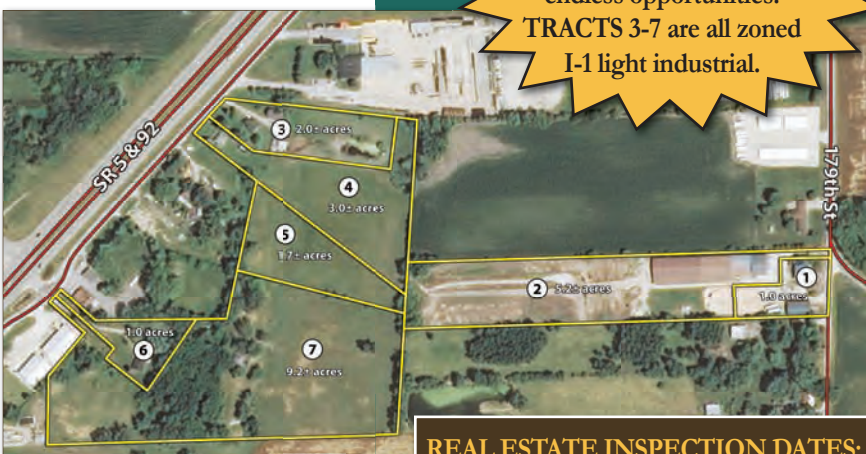 endless opportunities.
TRACTS 3-7 are all zoned
I-1 light industrial.
SR 5 & 92
179th St
3 2.0± acres
4
3.0± acres
5
1.7± acres
2 5.2± acres
1
1.0 acres
1.0 acres
6
7
9.2± acres
REAL ESTATE INSPECTION DATES: